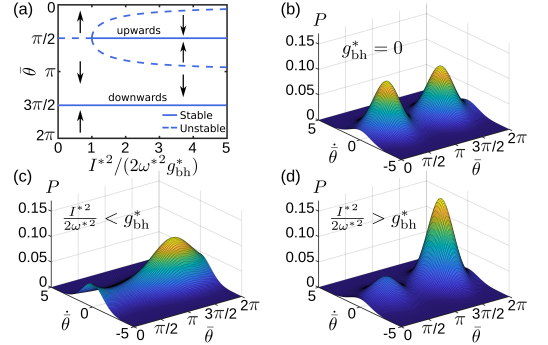 (a)
0
π/2
θ̄ π
3π/2
2π
upwards
downwards
Stable
Unstable
0 1 2 3 4 5
I*²/(2ω*²g*bh)
(b)
P
g*bh = 0
0.15
0.10
0.05
0
5
0
-5
θ̄̇
0 π/2 π 3π/2 2π
θ̄
(c)
P
I*²/2ω*² < g*bh
0.15
0.10
0.05
0
5
0
-5
θ̄̇
0 π/2 π 3π/2 2π
θ̄
(d)
P
I*²/2ω*² > g*bh
0.15
0.10
0.05
0
5
0
-5
θ̄̇
0 π/2 π 3π/2 2π
θ̄